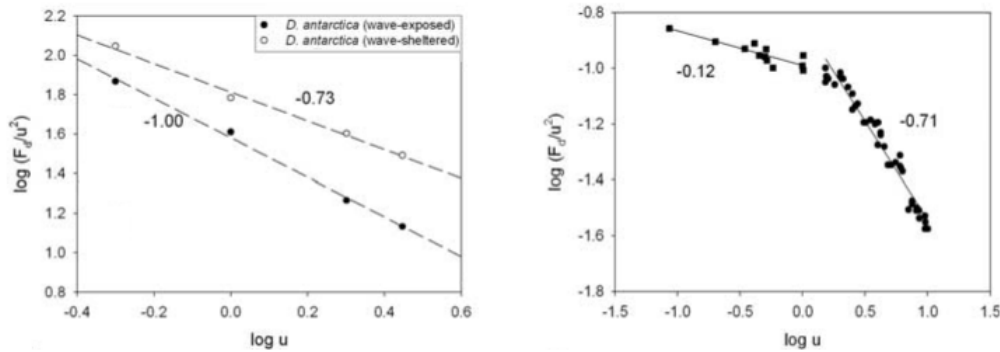 log (F_d/u²)
2.2
2.0
1.8
1.6
1.4
1.2
1.0
0.8
D. antarctica (wave-exposed)
D. antarctica (wave-sheltered)
-0.73
-1.00
-0.4 -0.2 0.0 0.2 0.4 0.6
log u
log (F_d/u²)
-0.8
-1.0
-1.2
-1.4
-1.6
-1.8
-0.12
-0.71
-1.5 -1.0 -0.5 0.0 0.5 1.0 1.5
log u